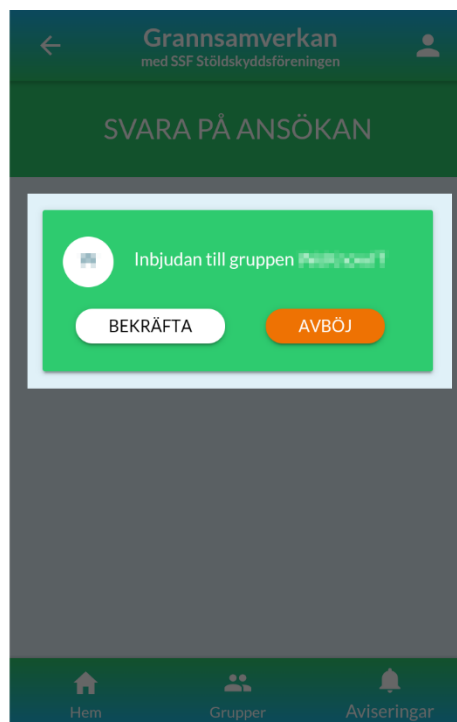 Grannsamverkan
med SSF Stöldskyddsföreningen
SVARA PÅ ANSÖKAN
Inbjudan till gruppen
BEKRÄFTA AVBÖJ
Hem Grupper Aviseringar